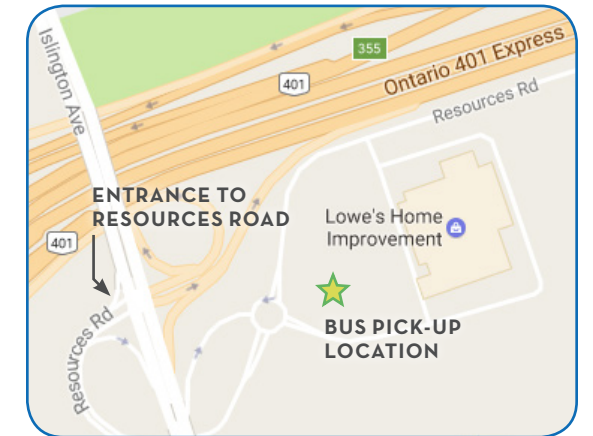 Islington Ave
355
401
Ontario 401 Express
Resources Rd
ENTRANCE TO
RESOURCES ROAD
Lowe's Home
Improvement
401
BUS PICK-UP
LOCATION
Resources Rd